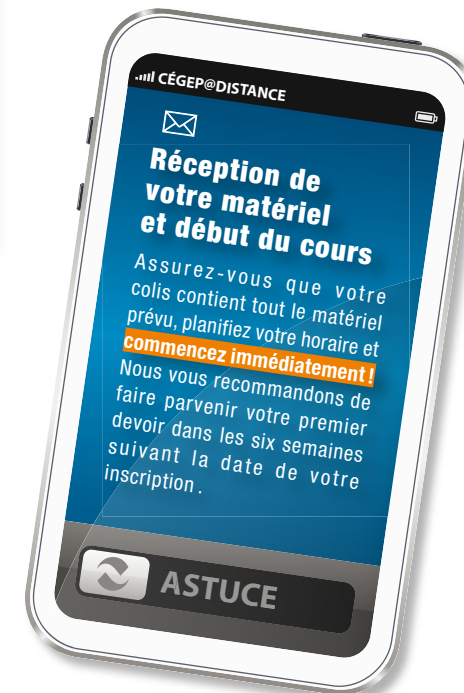 CÉGEP@DISTANCE
Réception de
votre matériel
et début du cours
Assurez-vous que votre
colis contient tout le matériel
prévu, planifiez votre horaire et
commencez immédiatement !
Nous vous recommandons de
faire parvenir votre premier
devoir dans les six semaines
suivant la date de votre
inscription .
ASTUCE